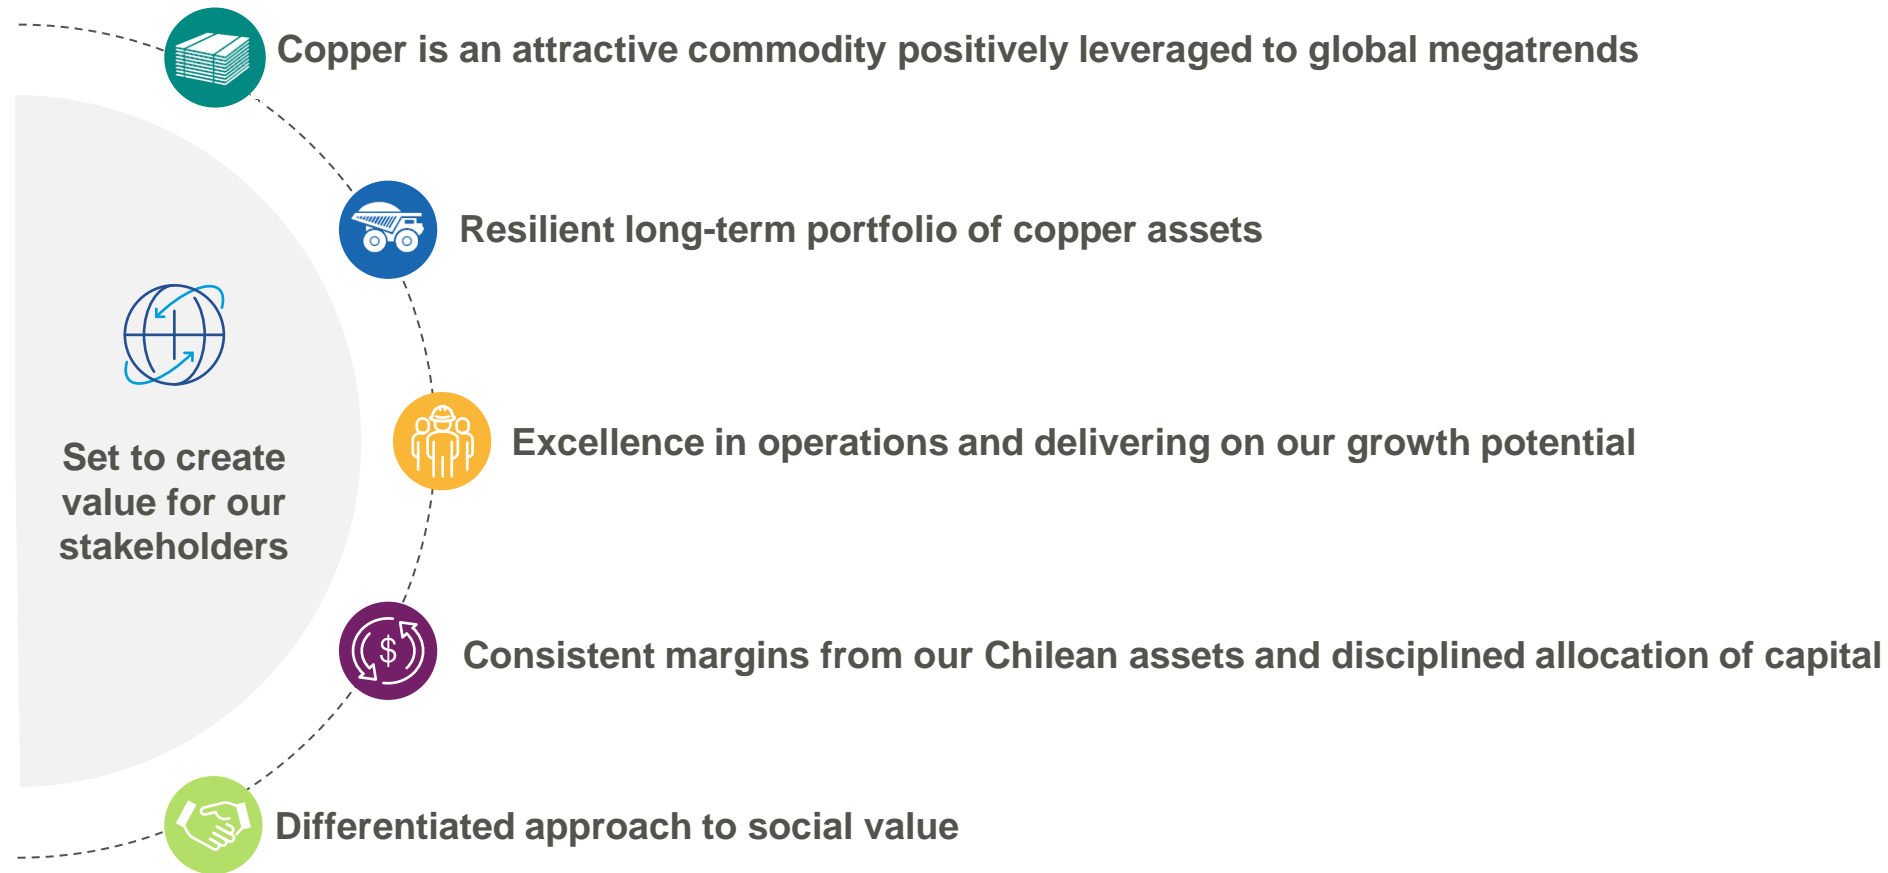 Copper is an attractive commodity positively leveraged to global megatrends
Resilient long-term portfolio of copper assets
Set to create
value for our
stakeholders
Excellence in operations and delivering on our growth potential
$
Consistent margins from our Chilean assets and disciplined allocation of capital
Differentiated approach to social value